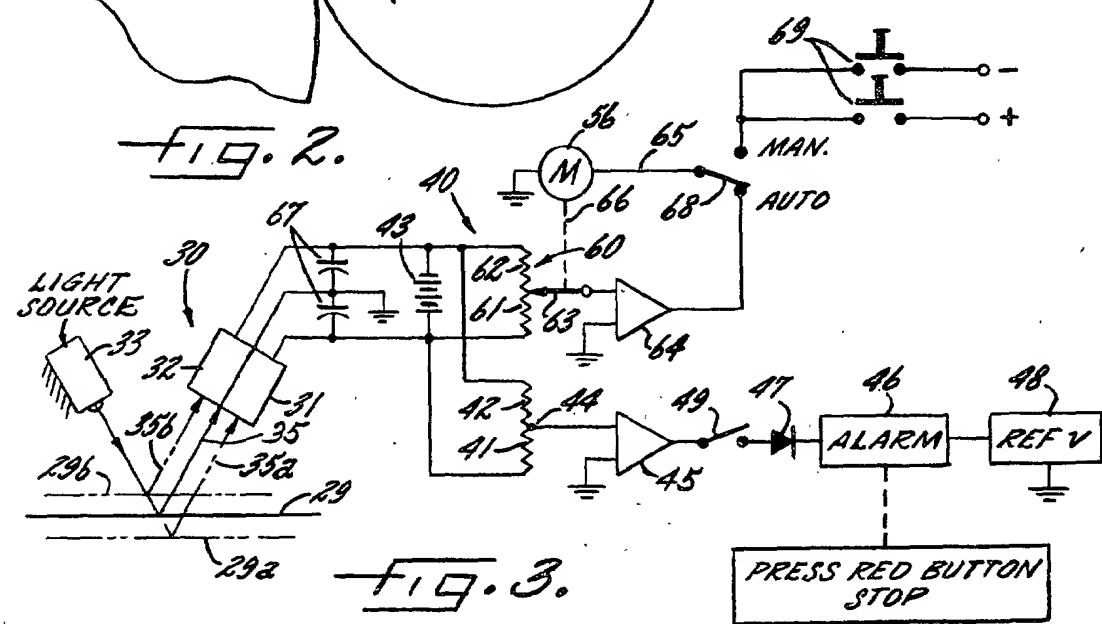 69
−
+
Fig. 2.
56
M
65
MAN.
68
AUTO
40
66
67
43
60
30
62
LIGHT
SOURCE
61
63
33
32
64
31
42
44
49
47
46
48
35
41
ALARM
REF V
35b
35a
45
29b
29
29a
Fig. 3.
PRESS RED BUTTON
STOP